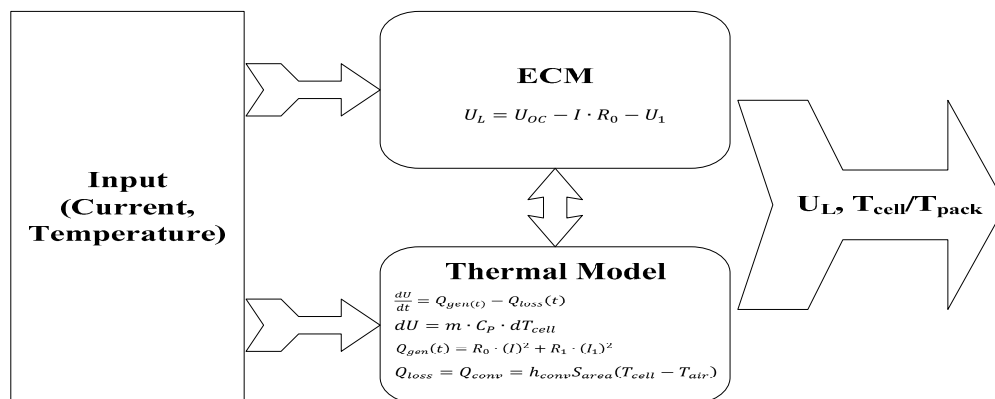 Input
(Current,
Temperature)
ECM
U_L = U_OC − I · R_0 − U_1
Thermal Model
dU/dt = Q_gen(t) − Q_loss(t)
dU = m · C_P · dT_cell
Q_gen(t) = R_0 · (I)^2 + R_1 · (I_1)^2
Q_loss = Q_conv = h_conv S_area(T_cell − T_air)
U_L, T_cell/T_pack